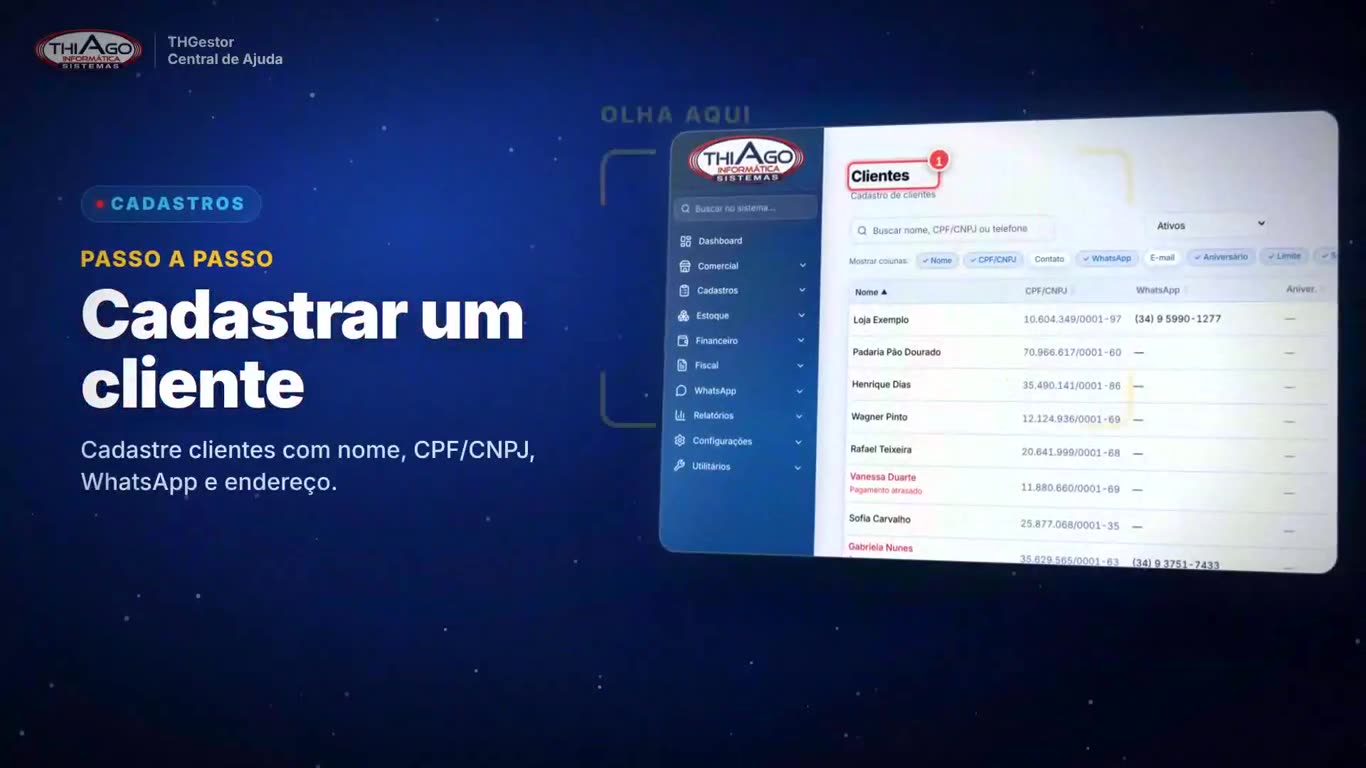 THIAGO
INFORMÁTICA
SISTEMAS
THGestor
Central de Ajuda
CADASTROS
PASSO A PASSO
Cadastrar um
cliente
Cadastre clientes com nome, CPF/CNPJ,
WhatsApp e endereço.
OLHA AQUI
THIAGO
INFORMÁTICA
SISTEMAS
Buscar no sistema...
Dashboard
Comercial
Cadastros
Estoque
Financeiro
Fiscal
WhatsApp
Relatórios
Configurações
Utilitários
Clientes
1
Cadastro de clientes
Buscar nome, CPF/CNPJ ou telefone
Ativos
Mostrar colunas: Nome CPF/CNPJ Contato WhatsApp E-mail Aniversário Limite
Nome CPF/CNPJ WhatsApp Aniver.
Loja Exemplo 10.604.349/0001-97 (34) 9 5990-1277 —
Padaria Pão Dourado 70.966.617/0001-60 — —
Henrique Dias 35.490.141/0001-86 — —
Wagner Pinto 12.124.936/0001-69 — —
Rafael Teixeira 20.641.999/0001-68 — —
Vanessa Duarte 11.880.660/0001-69 — —
Pagamento atrasado
Sofia Carvalho 25.877.068/0001-35 — —
Gabriela Nunes 35.629.565/0001-63 (34) 9 3751-7433 —